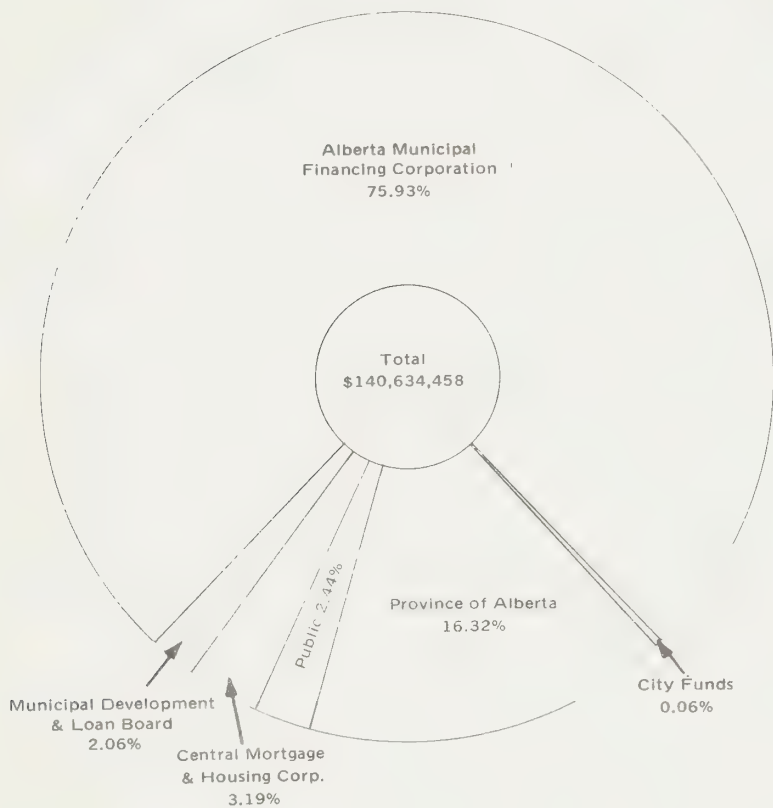 Alberta Municipal
Financing Corporation
75.93%
Total
$140,634,458
Public 2.44%
Province of Alberta
16.32%
City Funds
0.06%
Municipal Development
& Loan Board
2.06%
Central Mortgage
& Housing Corp.
3.19%